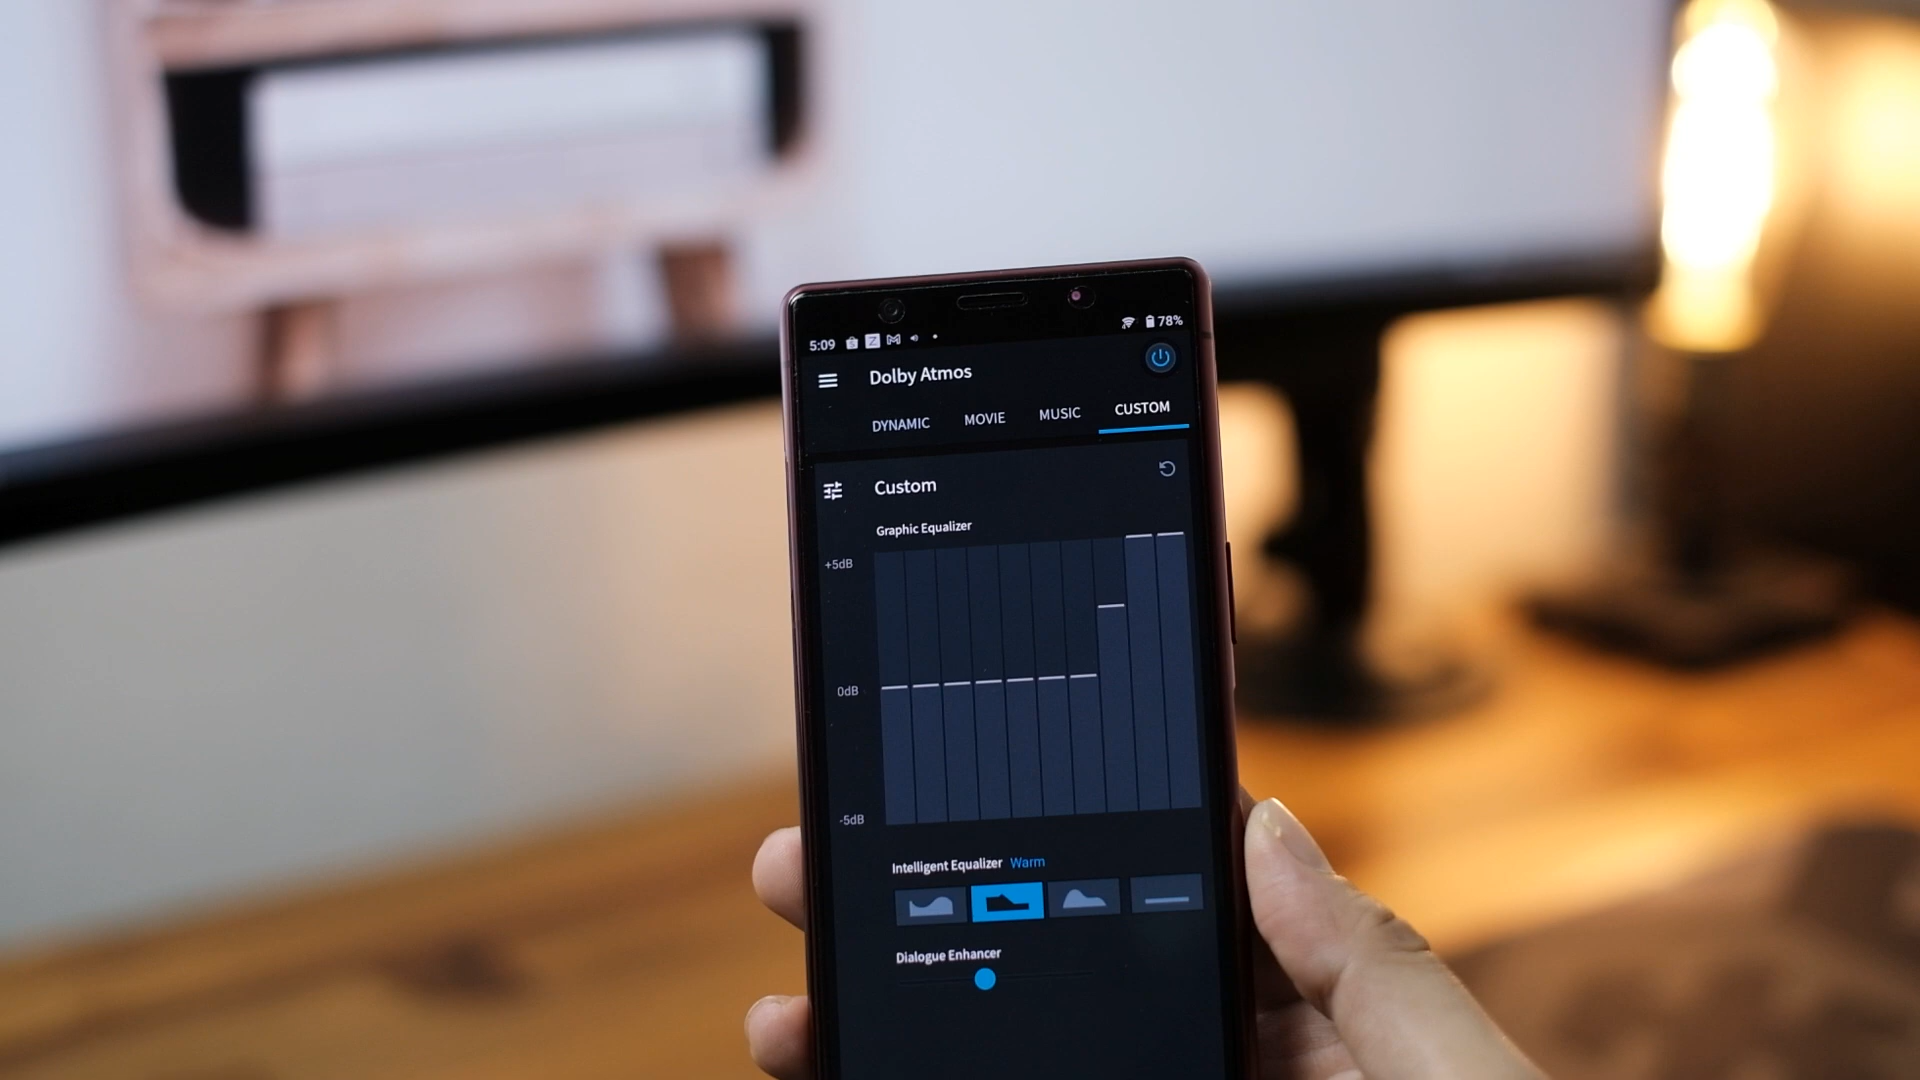 5:09 Z M 78%
Dolby Atmos
DYNAMIC MOVIE MUSIC CUSTOM
Custom
Graphic Equalizer
+5dB
0dB
-5dB
Intelligent Equalizer Warm
Dialogue Enhancer